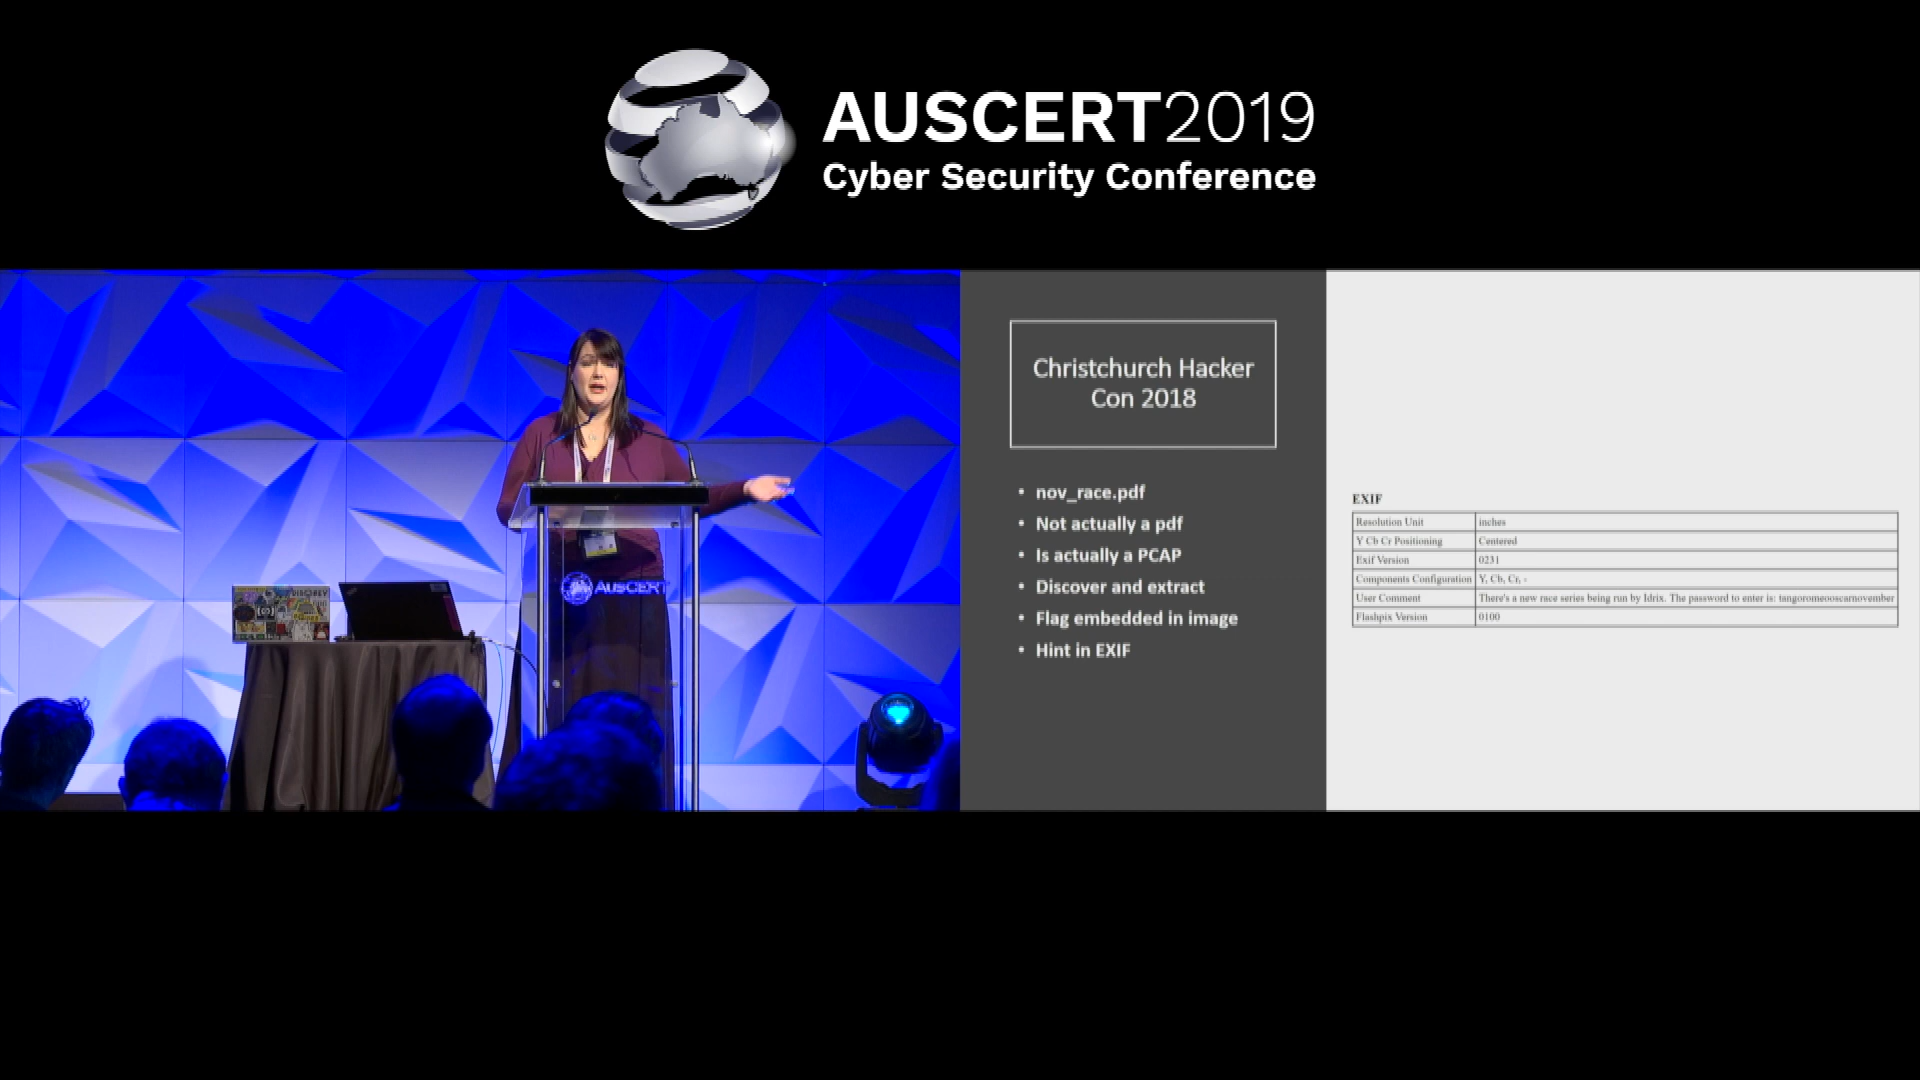 AUSCERT2019
Cyber Security Conference
Christchurch Hacker
Con 2018
• nov_race.pdf
• Not actually a pdf
• Is actually a PCAP
• Discover and extract
• Flag embedded in image
• Hint in EXIF
EXIF
Resolution Unit inches
Y Cb Cr Positioning Centered
Exif Version 0231
Components Configuration Y, Cb, Cr, -
User Comment There's a new race series being run by Idrix. The password to enter is: tangoromeooscarnovember
Flashpix Version 0100
AUSCERT